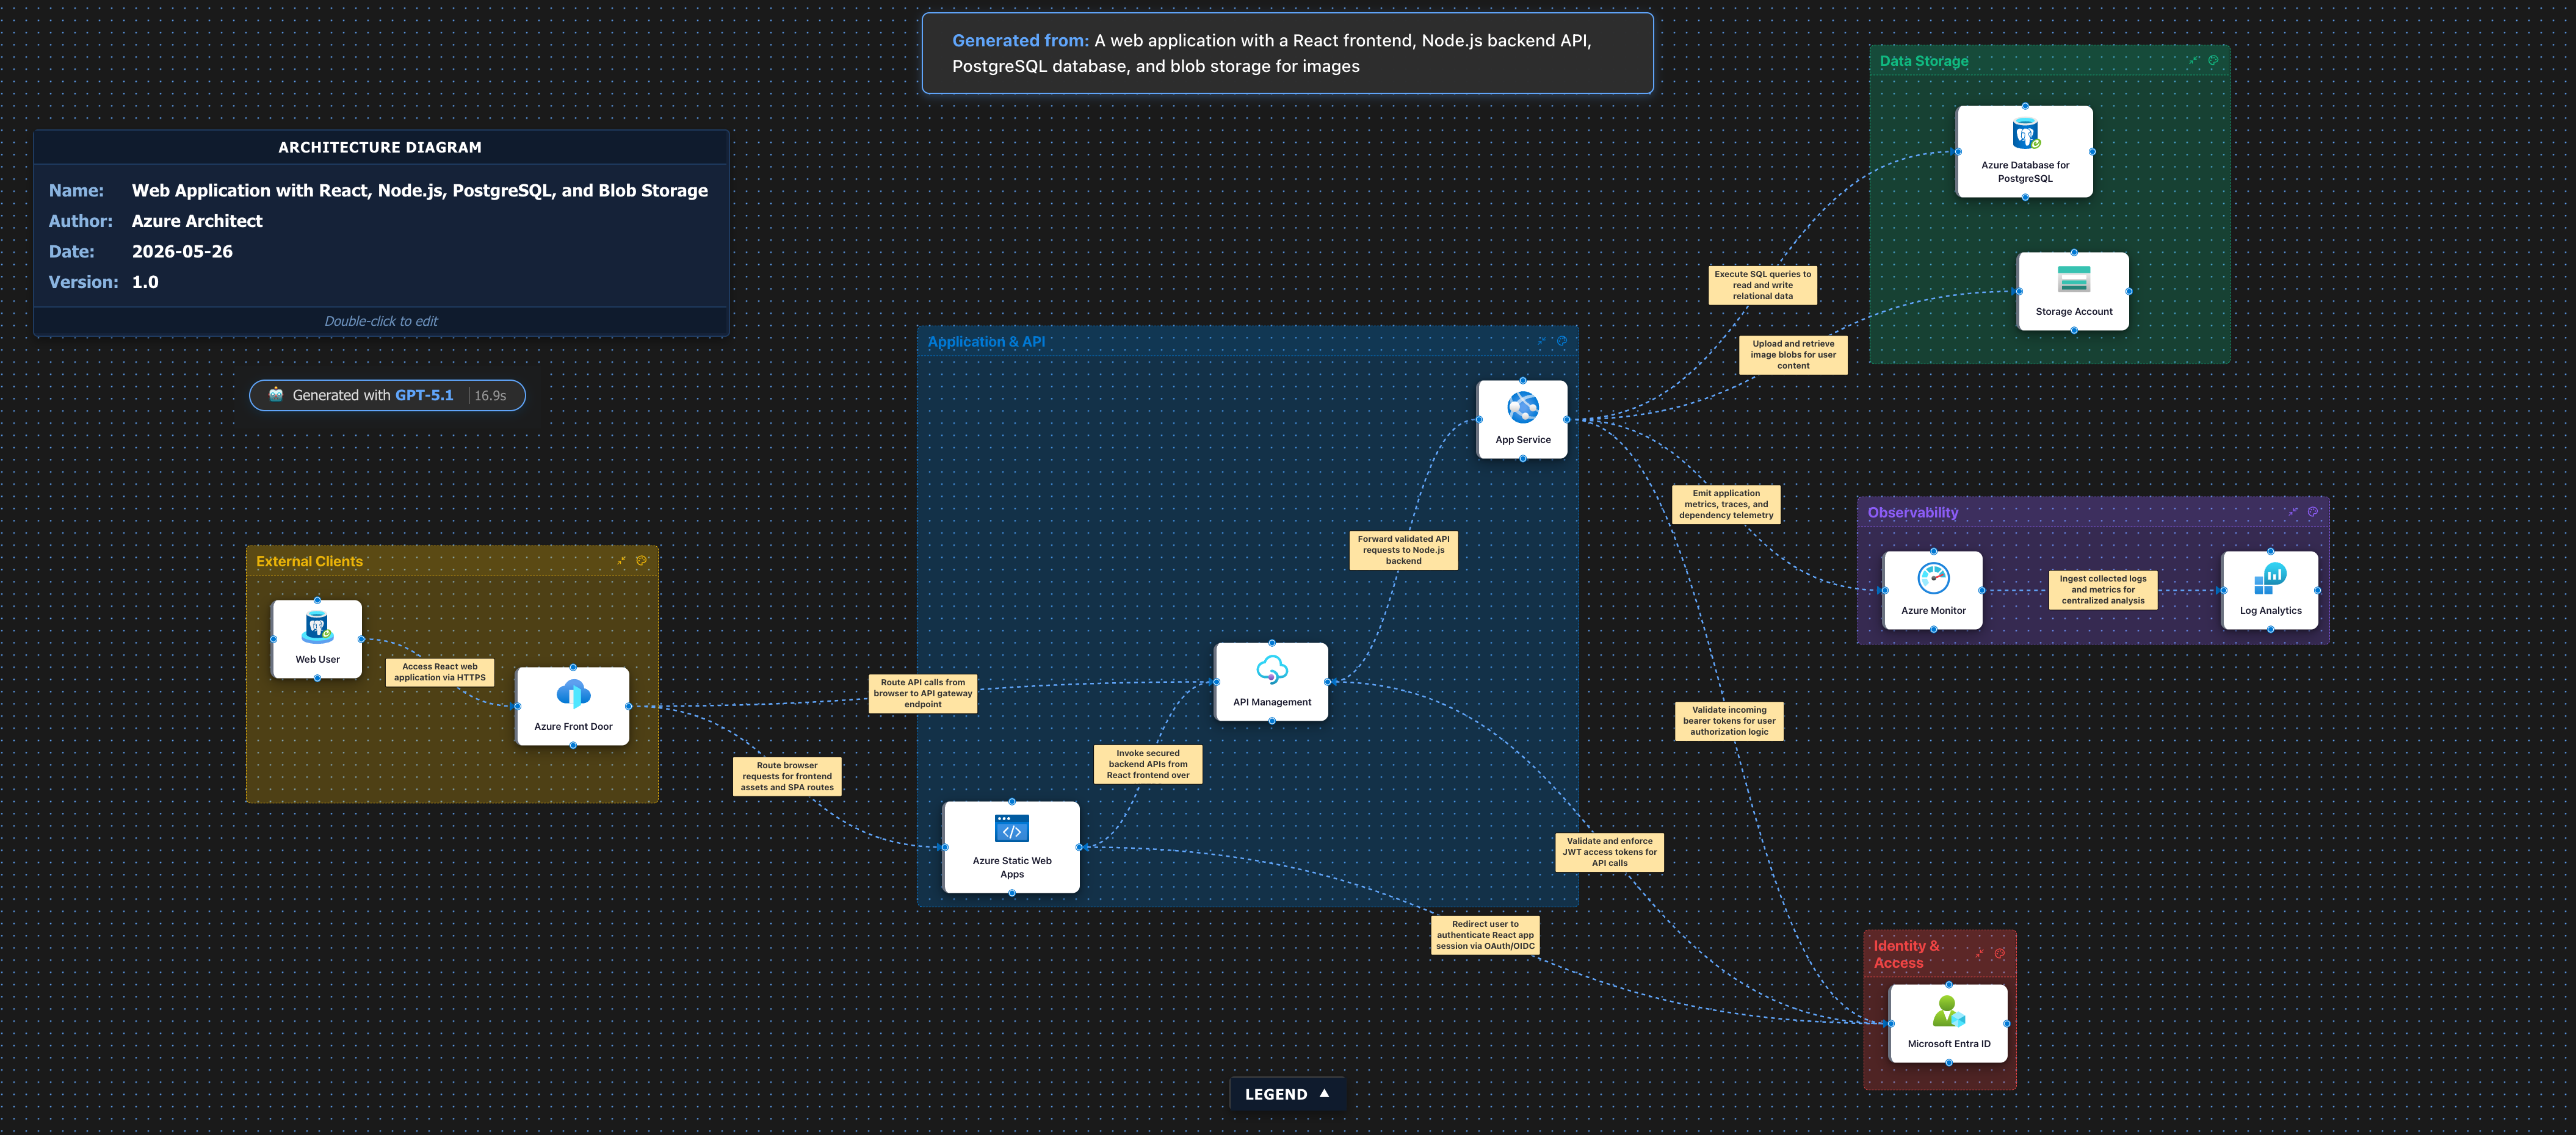 Generated from: A web application with a React frontend, Node.js backend API,
PostgreSQL database, and blob storage for images
ARCHITECTURE DIAGRAM
Name: Web Application with React, Node.js, PostgreSQL, and Blob Storage
Author: Azure Architect
Date: 2026-05-26
Version: 1.0
Double-click to edit
Generated with GPT-5.1 16.9s
External Clients
Web User
Access React web
application via HTTPS
Azure Front Door
Route API calls from
browser to API gateway
endpoint
Route browser
requests for frontend
assets and SPA routes
Application & API
App Service
Forward validated API
requests to Node.js
backend
API Management
Invoke secured
backend APIs from
React frontend over
Azure Static Web
Apps
Execute SQL queries to
read and write
relational data
Upload and retrieve
image blobs for user
content
Emit application
metrics, traces, and
dependency telemetry
Validate incoming
bearer tokens for user
authorization logic
Validate and enforce
JWT access tokens for
API calls
Redirect user to
authenticate React app
session via OAuth/OIDC
Data Storage
Azure Database for
PostgreSQL
Storage Account
Observability
Azure Monitor
Ingest collected logs
and metrics for
centralized analysis
Log Analytics
Identity &
Access
Microsoft Entra ID
LEGEND ▲